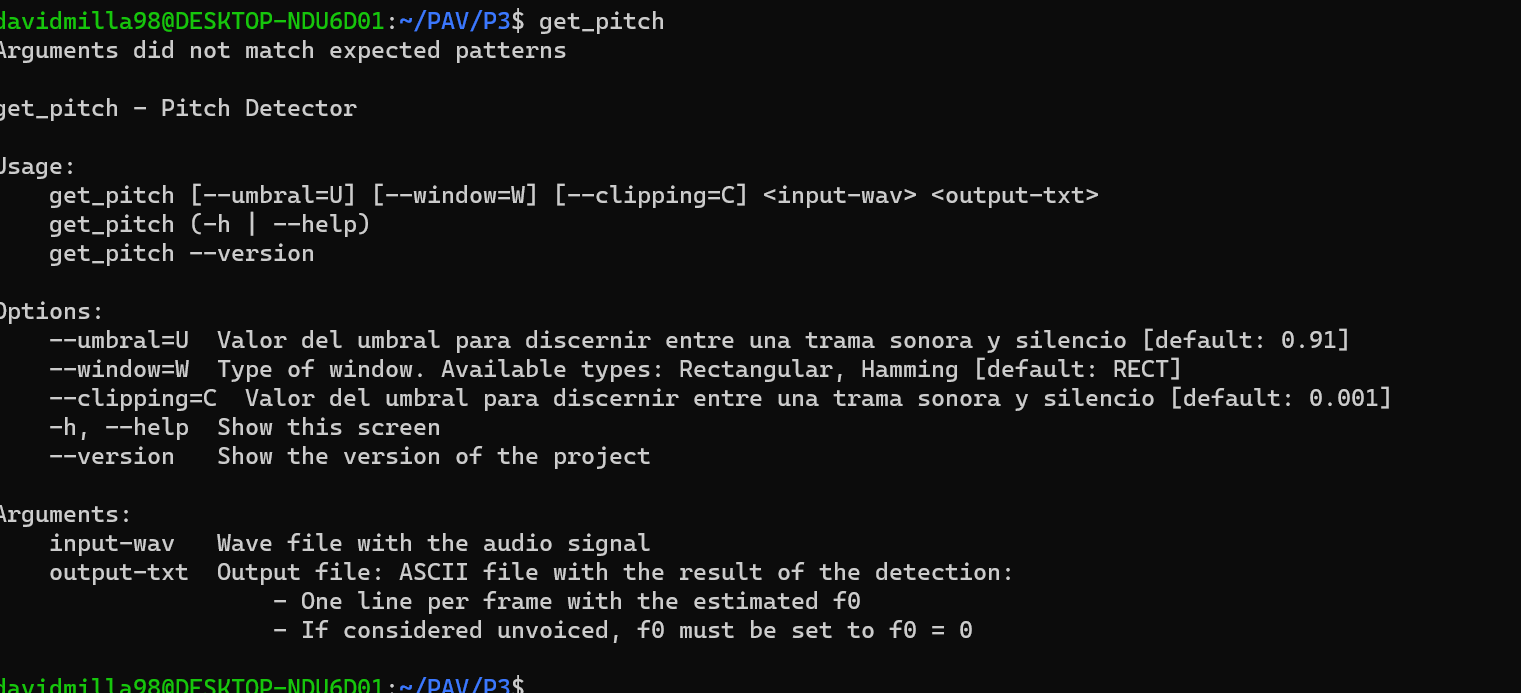 davidmilla98@DESKTOP-NDU6D01:~/PAV/P3$ get_pitch
Arguments did not match expected patterns
get_pitch - Pitch Detector
Usage:
    get_pitch [--umbral=U] [--window=W] [--clipping=C] <input-wav> <output-txt>
    get_pitch (-h | --help)
    get_pitch --version
Options:
    --umbral=U  Valor del umbral para discernir entre una trama sonora y silencio [default: 0.91]
    --window=W  Type of window. Available types: Rectangular, Hamming [default: RECT]
    --clipping=C  Valor del umbral para discernir entre una trama sonora y silencio [default: 0.001]
    -h, --help  Show this screen
    --version   Show the version of the project
Arguments:
    input-wav   Wave file with the audio signal
    output-txt  Output file: ASCII file with the result of the detection:
                    - One line per frame with the estimated f0
                    - If considered unvoiced, f0 must be set to f0 = 0
davidmilla98@DESKTOP-NDU6D01:~/PAV/P3$